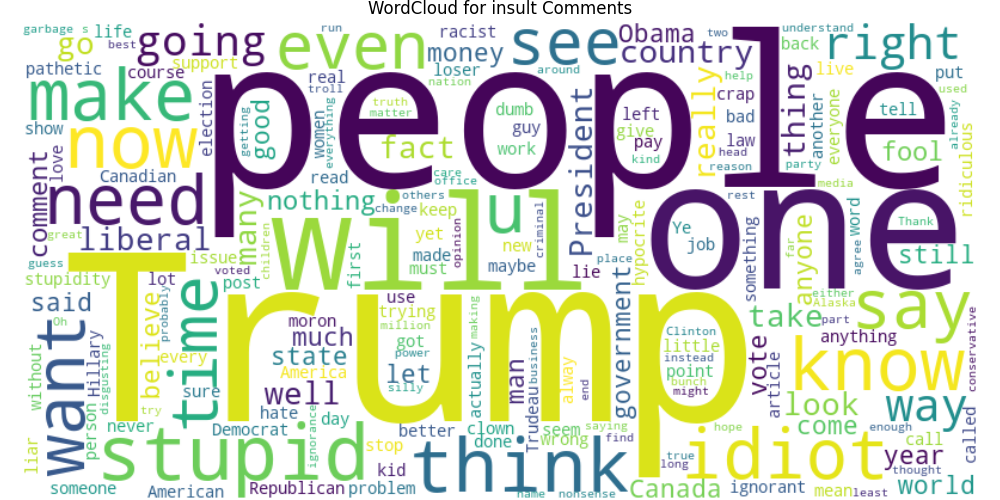 WordCloud for insult Comments
garbage s
life
best
going
run
even
see
racist
money
Obama
country
two
understand
back
right
pathetic
go
support
course
make
now
show
love
election
good
getting
real
troll
women
everything
read
truth
matter
loser
around
nation
dumb
guy
work
fact
people
President
left
give
pay
kind
really
crap
help
bad
law
head
reason
party
thing
another
live
everyone
media
put
tell
used
already
fool
ridiculous
comment
need
Canadian
liberal
great
guess
stupidity
issue
voted
post
many
children
nothing
first
will
care
office
others
change
keep
yet
made
must
opinion
u
new
maybe
criminal
place
lie
may
hypocrite
one
Ye
job
rest
something
far
anyone
agree
Word
Thank
still
either
Alaska
part
Trump
said
Oh
want
without
Hillary
disgusting
believe
lot
probably
time
every
sure
try
never
person
liar
someone
stupid
American
Democrat
hate
well
state
America
much
moron
day
ignorance
Republican
problem
kid
stop
better
use
trying
million
got
power
silly
let
making
actually
clown
done
think
name
nonsense
man
Trudeau
business
seem
wrong
alway
end
saying
find
government
Clinton
little
instead
point
bunch
might
hope
true
long
Canada
idiot
ignorant
vote
article
take
anything
say
know
conservative
look
come
way
enough
call
called
year
thought
mean
least
world